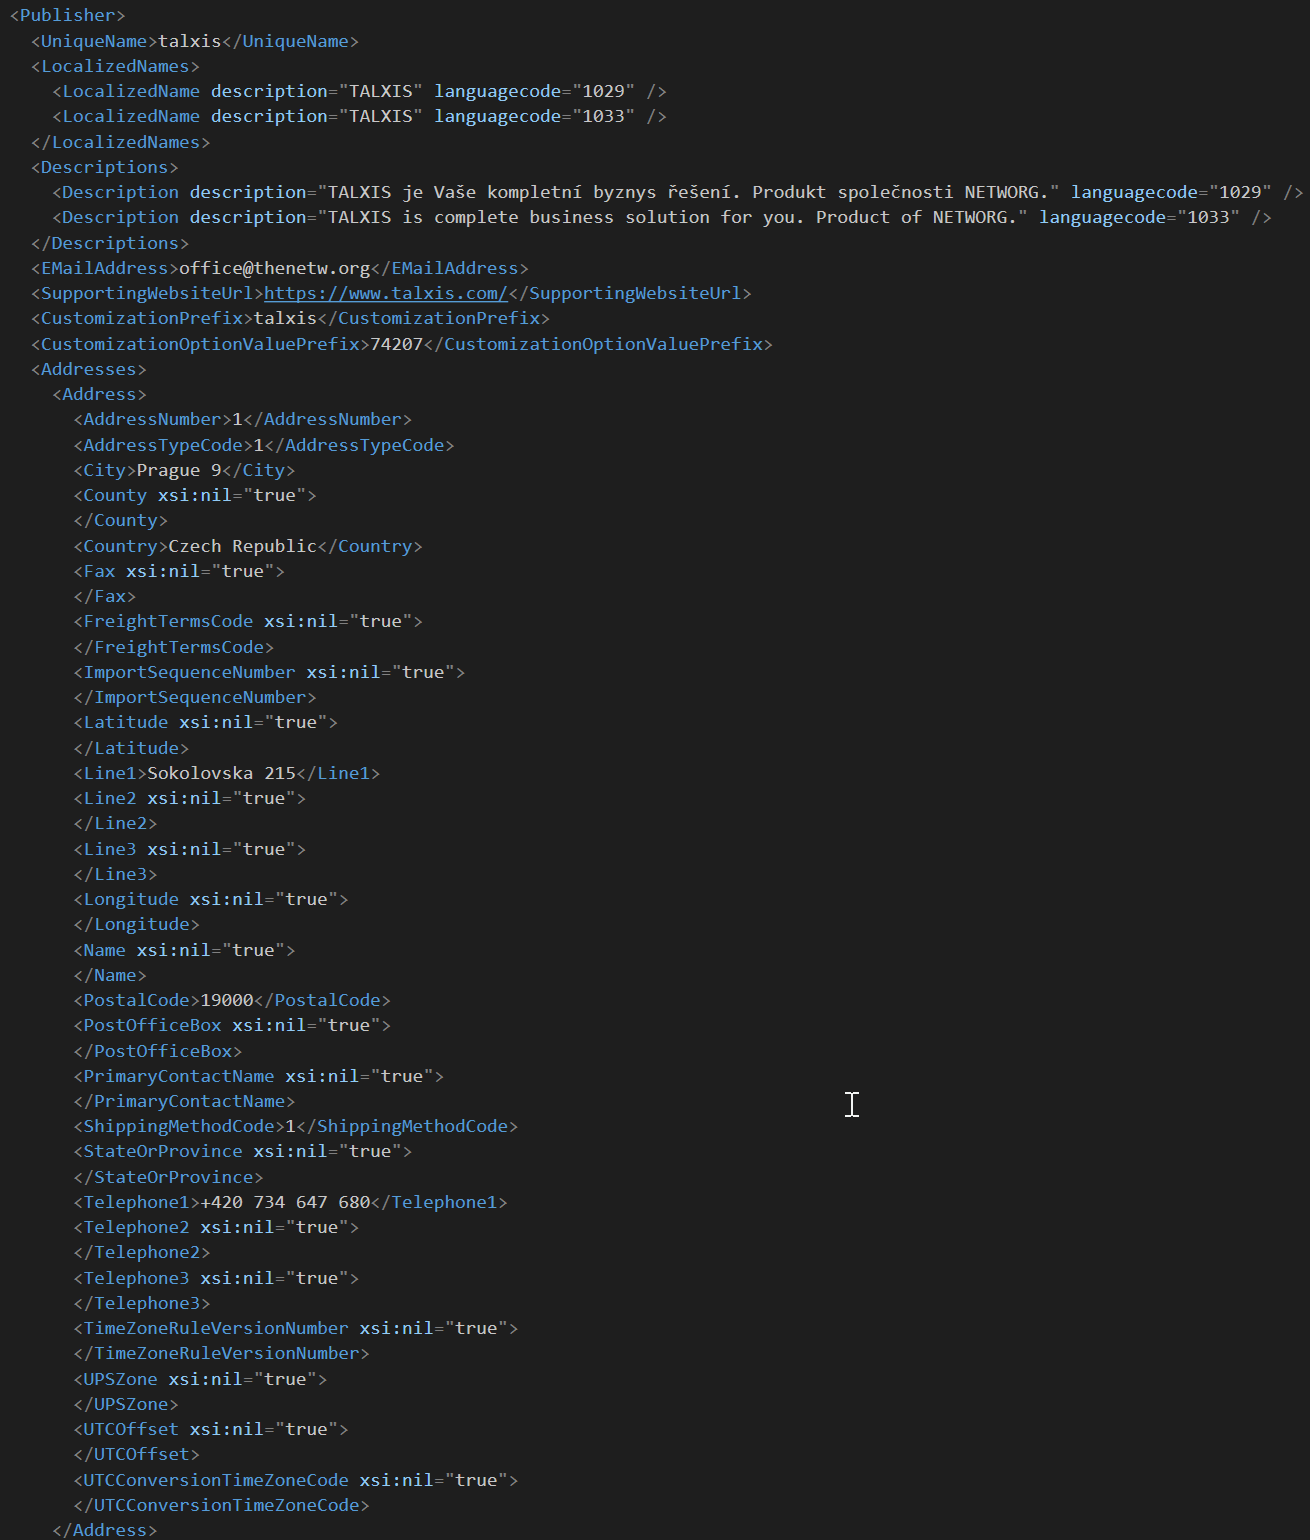 <Publisher>
  <UniqueName>talxis</UniqueName>
  <LocalizedNames>
    <LocalizedName description="TALXIS" languagecode="1029" />
    <LocalizedName description="TALXIS" languagecode="1033" />
  </LocalizedNames>
  <Descriptions>
    <Description description="TALXIS je Vaše kompletní byznys řešení. Produkt společnosti NETWORG." languagecode="1029" />
    <Description description="TALXIS is complete business solution for you. Product of NETWORG." languagecode="1033" />
  </Descriptions>
  <EMailAddress>office@thenetw.org</EMailAddress>
  <SupportingWebsiteUrl>https://www.talxis.com/</SupportingWebsiteUrl>
  <CustomizationPrefix>talxis</CustomizationPrefix>
  <CustomizationOptionValuePrefix>74207</CustomizationOptionValuePrefix>
  <Addresses>
    <Address>
      <AddressNumber>1</AddressNumber>
      <AddressTypeCode>1</AddressTypeCode>
      <City>Prague 9</City>
      <County xsi:nil="true">
      </County>
      <Country>Czech Republic</Country>
      <Fax xsi:nil="true">
      </Fax>
      <FreightTermsCode xsi:nil="true">
      </FreightTermsCode>
      <ImportSequenceNumber xsi:nil="true">
      </ImportSequenceNumber>
      <Latitude xsi:nil="true">
      </Latitude>
      <Line1>Sokolovska 215</Line1>
      <Line2 xsi:nil="true">
      </Line2>
      <Line3 xsi:nil="true">
      </Line3>
      <Longitude xsi:nil="true">
      </Longitude>
      <Name xsi:nil="true">
      </Name>
      <PostalCode>19000</PostalCode>
      <PostOfficeBox xsi:nil="true">
      </PostOfficeBox>
      <PrimaryContactName xsi:nil="true">
      </PrimaryContactName>
      <ShippingMethodCode>1</ShippingMethodCode>
      <StateOrProvince xsi:nil="true">
      </StateOrProvince>
      <Telephone1>+420 734 647 680</Telephone1>
      <Telephone2 xsi:nil="true">
      </Telephone2>
      <Telephone3 xsi:nil="true">
      </Telephone3>
      <TimeZoneRuleVersionNumber xsi:nil="true">
      </TimeZoneRuleVersionNumber>
      <UPSZone xsi:nil="true">
      </UPSZone>
      <UTCOffset xsi:nil="true">
      </UTCOffset>
      <UTCConversionTimeZoneCode xsi:nil="true">
      </UTCConversionTimeZoneCode>
    </Address>